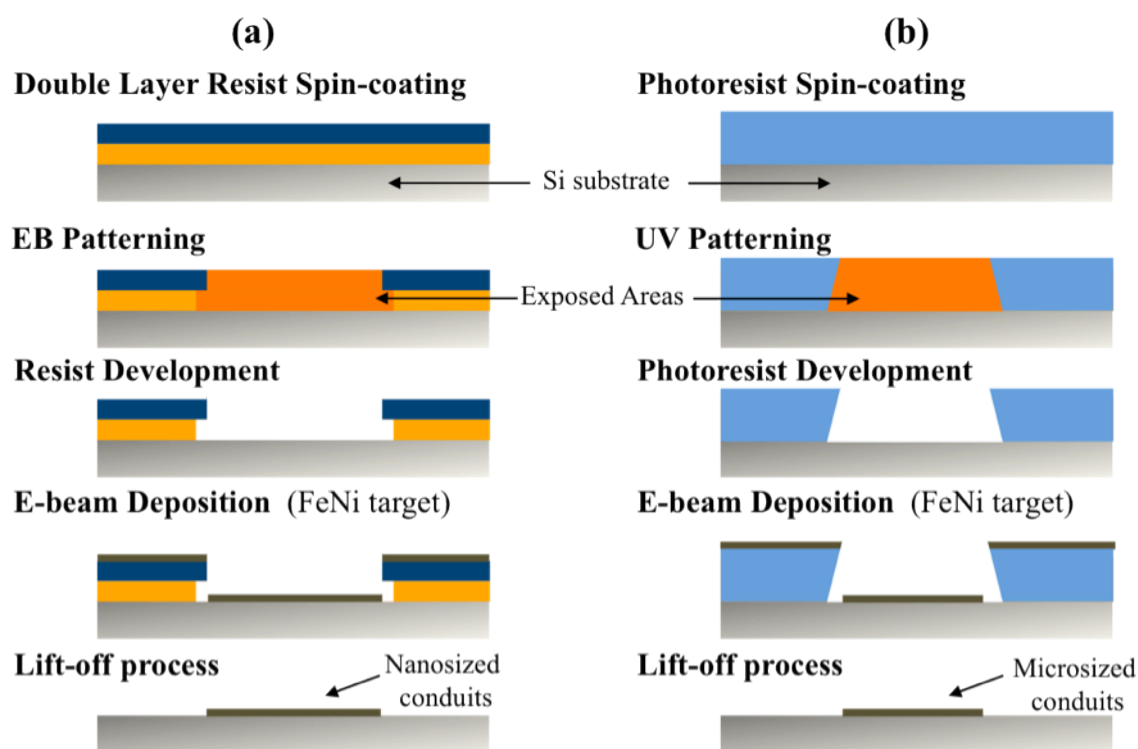 (a)
(b)
Double Layer Resist Spin-coating
Photoresist Spin-coating
Si substrate
EB Patterning
UV Patterning
Exposed Areas
Resist Development
Photoresist Development
E-beam Deposition (FeNi target)
E-beam Deposition (FeNi target)
Lift-off process
Nanosized
conduits
Lift-off process
Microsized
conduits